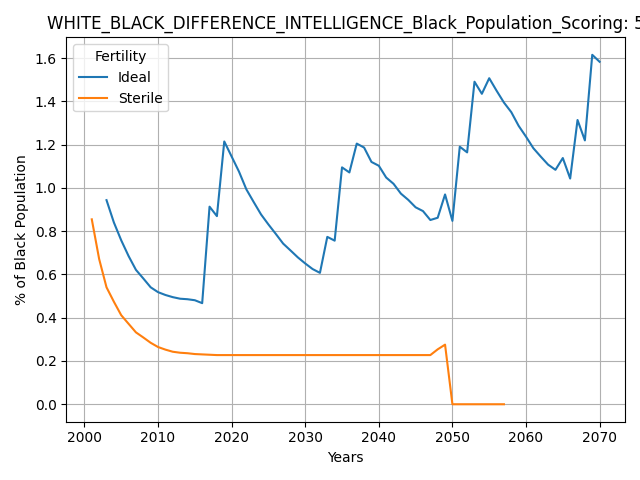 WHITE_BLACK_DIFFERENCE_INTELLIGENCE_Black_Population_Scoring: 5
Fertility
Ideal
Sterile
% of Black Population
1.6
1.4
1.2
1.0
0.8
0.6
0.4
0.2
0.0
2000 2010 2020 2030 2040 2050 2060 2070
Years